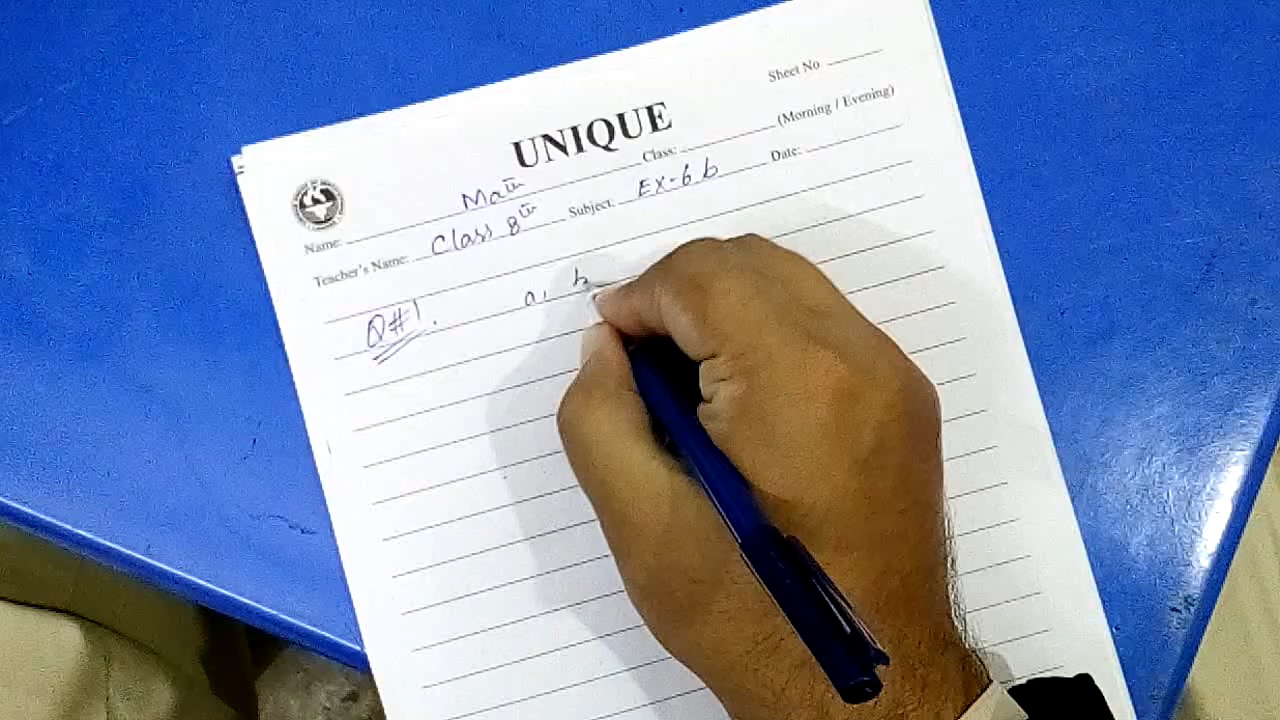 Sheet No
UNIQUE
Class: (Morning / Evening)
Name: Math
Date:
Teacher's Name: Class 8th Subject: Ex-6.b
Q#1. a, b